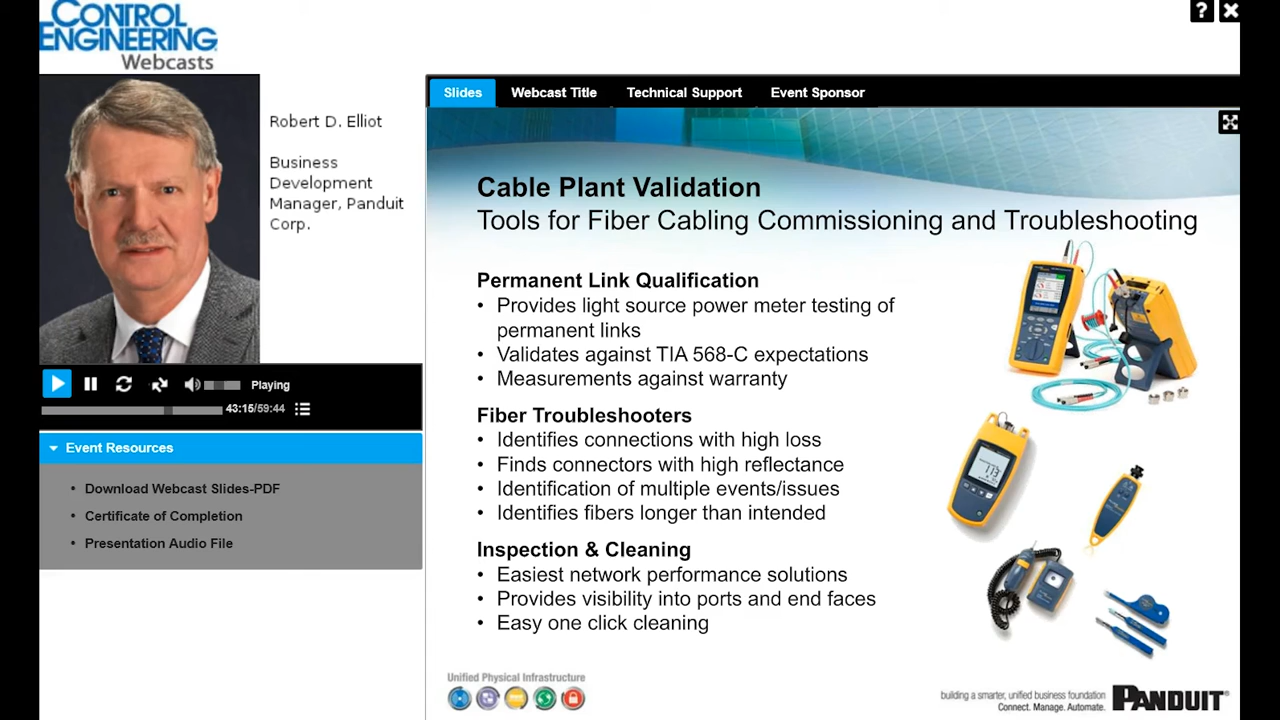 CONTROL
ENGINEERING
Webcasts
? X
Robert D. Elliot
Business
Development
Manager, Panduit
Corp.
Playing
43:15/59:44
Event Resources
• Download Webcast Slides-PDF
• Certificate of Completion
• Presentation Audio File
Slides Webcast Title Technical Support Event Sponsor
Cable Plant Validation
Tools for Fiber Cabling Commissioning and Troubleshooting
Permanent Link Qualification
• Provides light source power meter testing of
permanent links
• Validates against TIA 568-C expectations
• Measurements against warranty
Fiber Troubleshooters
• Identifies connections with high loss
• Finds connectors with high reflectance
• Identification of multiple events/issues
• Identifies fibers longer than intended
Inspection & Cleaning
• Easiest network performance solutions
• Provides visibility into ports and end faces
• Easy one click cleaning
Unified Physical Infrastructure
building a smarter, unified business foundation
Connect. Manage. Automate.
PANDUIT